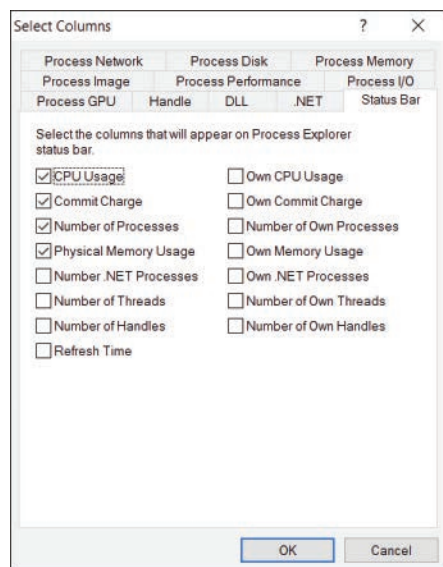 Select Columns ? X
Process Network Process Disk Process Memory
Process Image Process Performance Process I/O
Process GPU Handle DLL .NET Status Bar
Select the columns that will appear on Process Explorer
status bar.
CPU Usage Own CPU Usage
Commit Charge Own Commit Charge
Number of Processes Number of Own Processes
Physical Memory Usage Own Memory Usage
Number .NET Processes Own .NET Processes
Number of Threads Number of Own Threads
Number of Handles Number of Own Handles
Refresh Time
OK Cancel